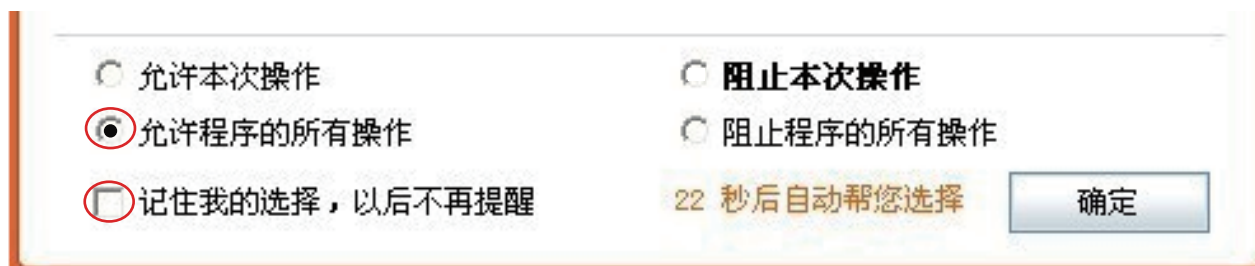 允许本次操作
阻止本次操作
允许程序的所有操作
阻止程序的所有操作
记住我的选择，以后不再提醒
22 秒后自动帮您选择
确定